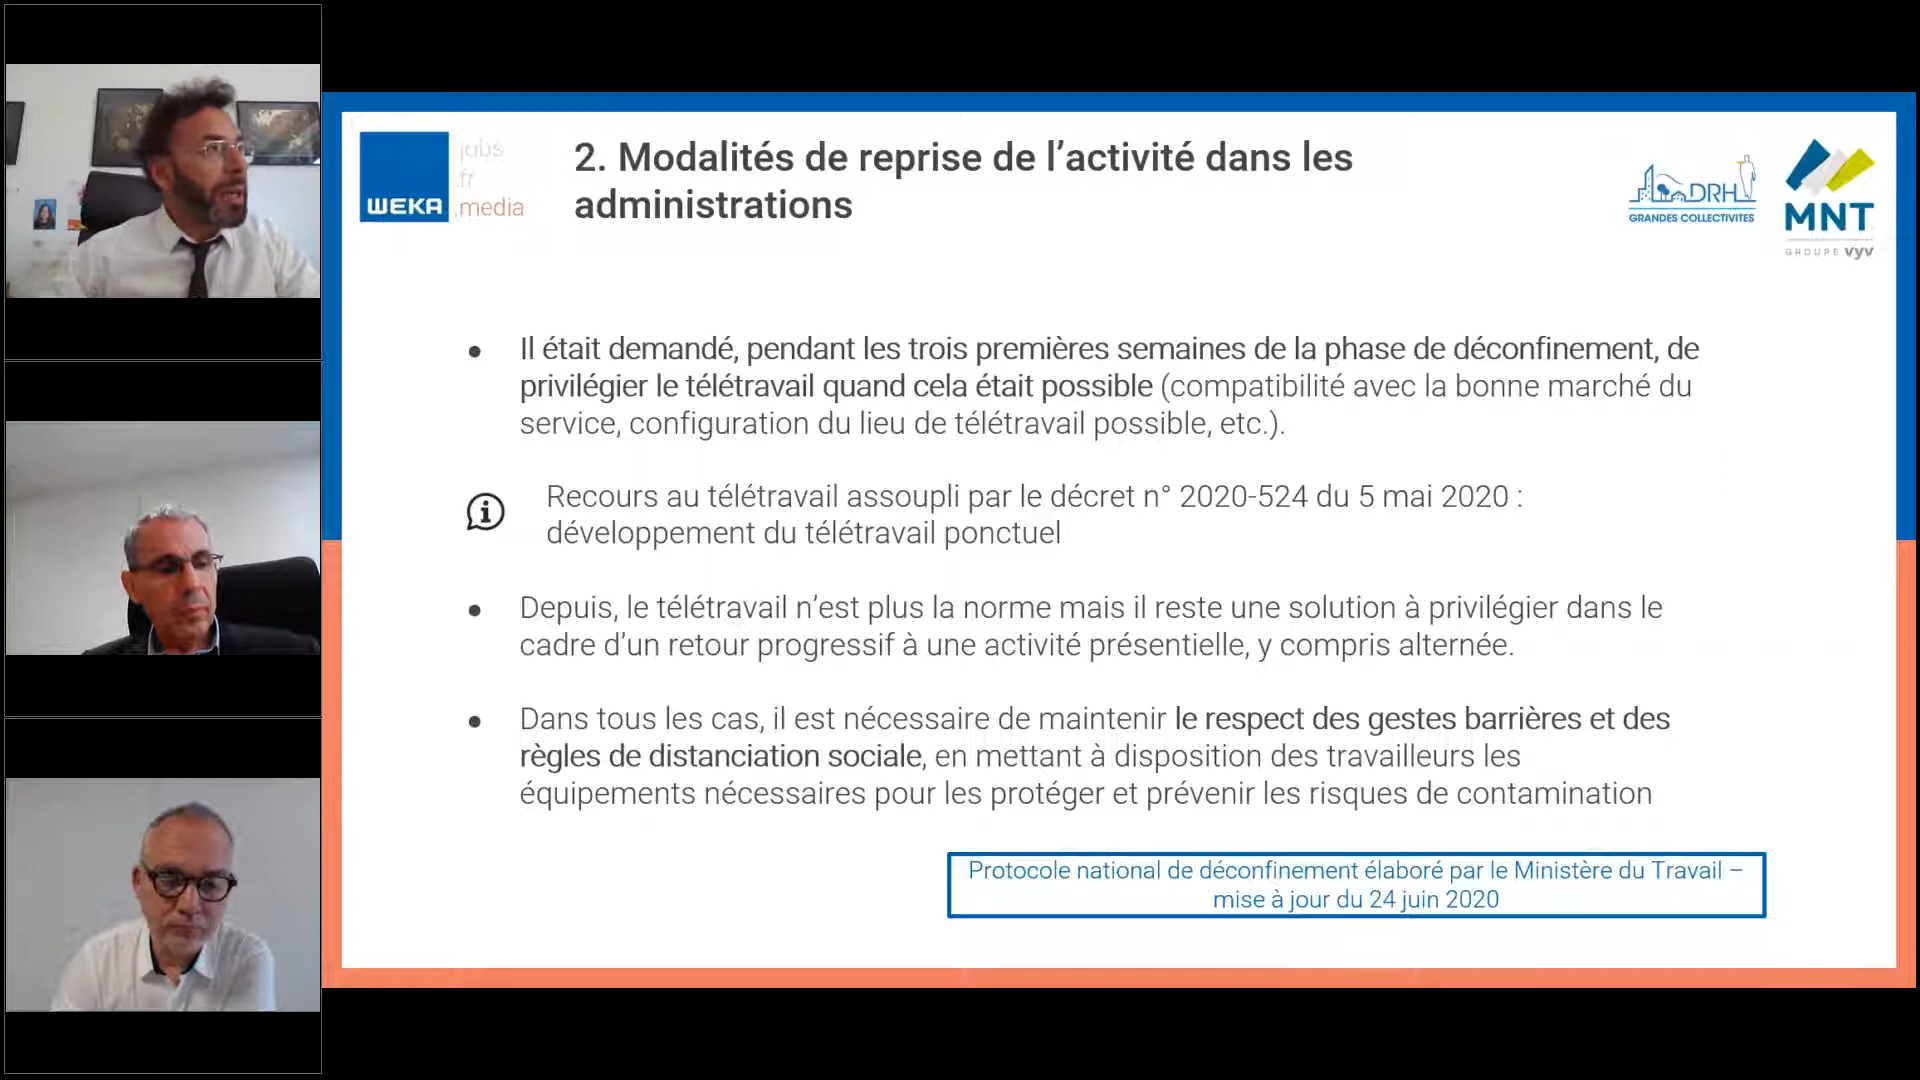 WEKA
jobs
.fr
.media
2. Modalités de reprise de l’activité dans les
administrations
DRH
GRANDES COLLECTIVITES
MNT
GROUPE vyv
● Il était demandé, pendant les trois premières semaines de la phase de déconfinement, de
privilégier le télétravail quand cela était possible (compatibilité avec la bonne marché du
service, configuration du lieu de télétravail possible, etc.).
Recours au télétravail assoupli par le décret n° 2020-524 du 5 mai 2020 :
développement du télétravail ponctuel
● Depuis, le télétravail n’est plus la norme mais il reste une solution à privilégier dans le
cadre d’un retour progressif à une activité présentielle, y compris alternée.
● Dans tous les cas, il est nécessaire de maintenir le respect des gestes barrières et des
règles de distanciation sociale, en mettant à disposition des travailleurs les
équipements nécessaires pour les protéger et prévenir les risques de contamination
Protocole national de déconfinement élaboré par le Ministère du Travail –
mise à jour du 24 juin 2020